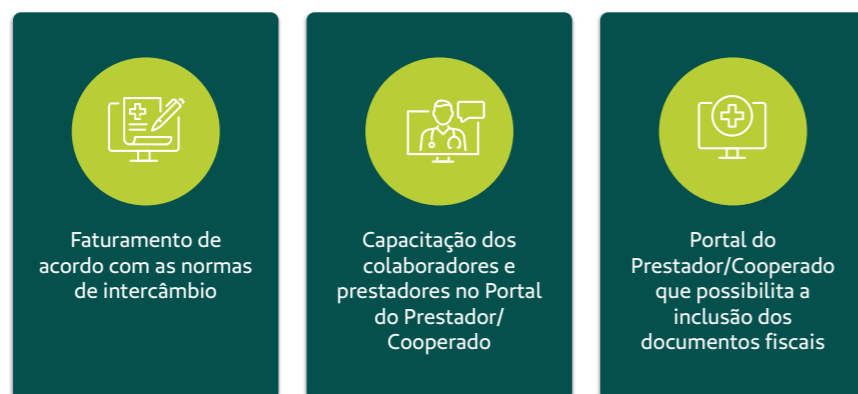 Faturamento de
acordo com as normas
de intercâmbio
Capacitação dos
colaboradores e
prestadores no Portal
do Prestador/
Cooperado
Portal do
Prestador/Cooperado
que possibilita a
inclusão dos
documentos fiscais